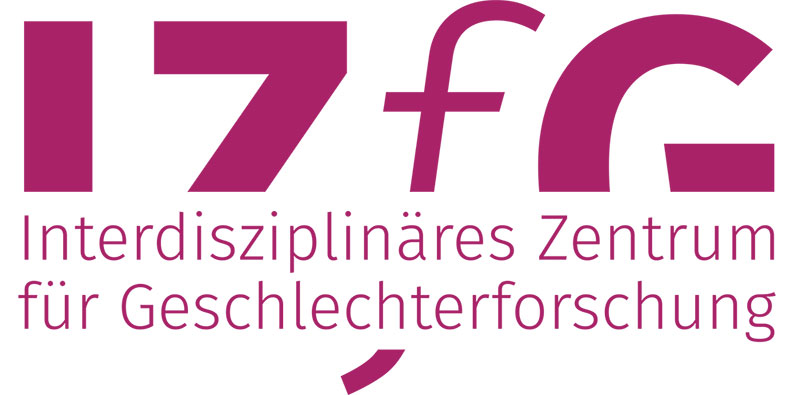 IZfG
Interdisziplinäres Zentrum
für Geschlechterforschung